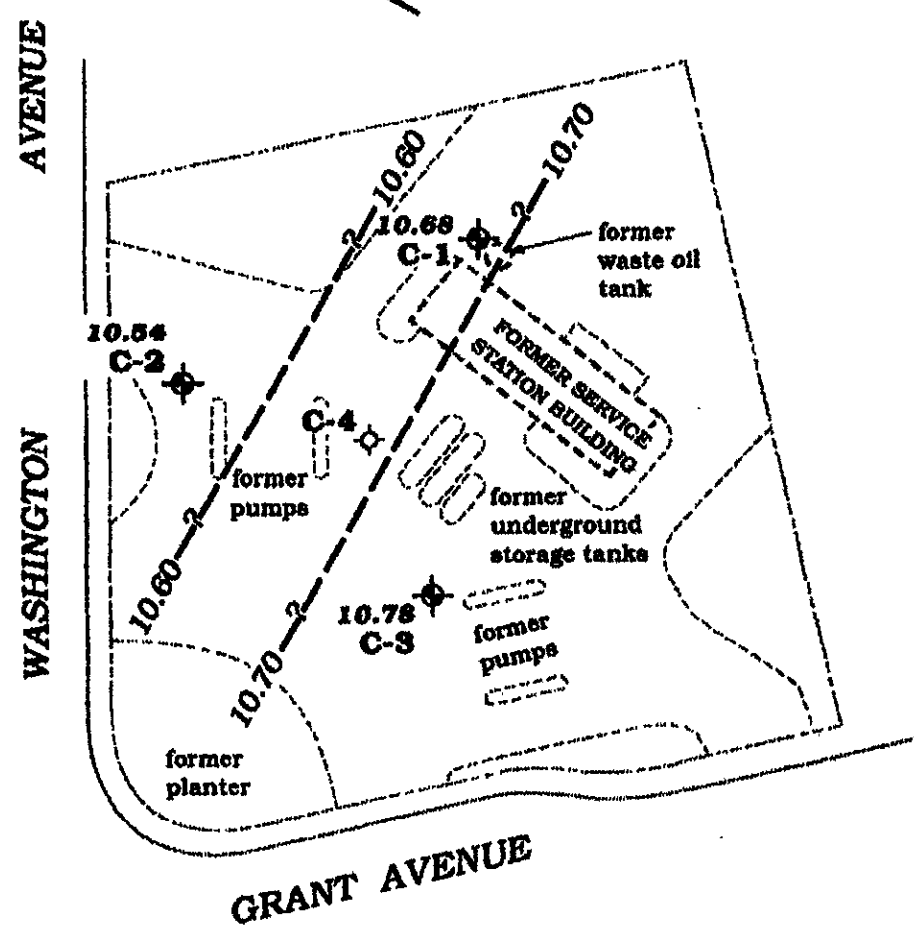 AVENUE
WASHINGTON
10.60
10.70
10.68
C-1
former
waste oil
tank
10.54
C-2
FORMER SERVICE
STATION BUILDING
C-4
former
pumps
former
underground
storage tanks
?
?
?
?
10.60
10.78
C-3
former
pumps
10.70
former
planter
GRANT AVENUE